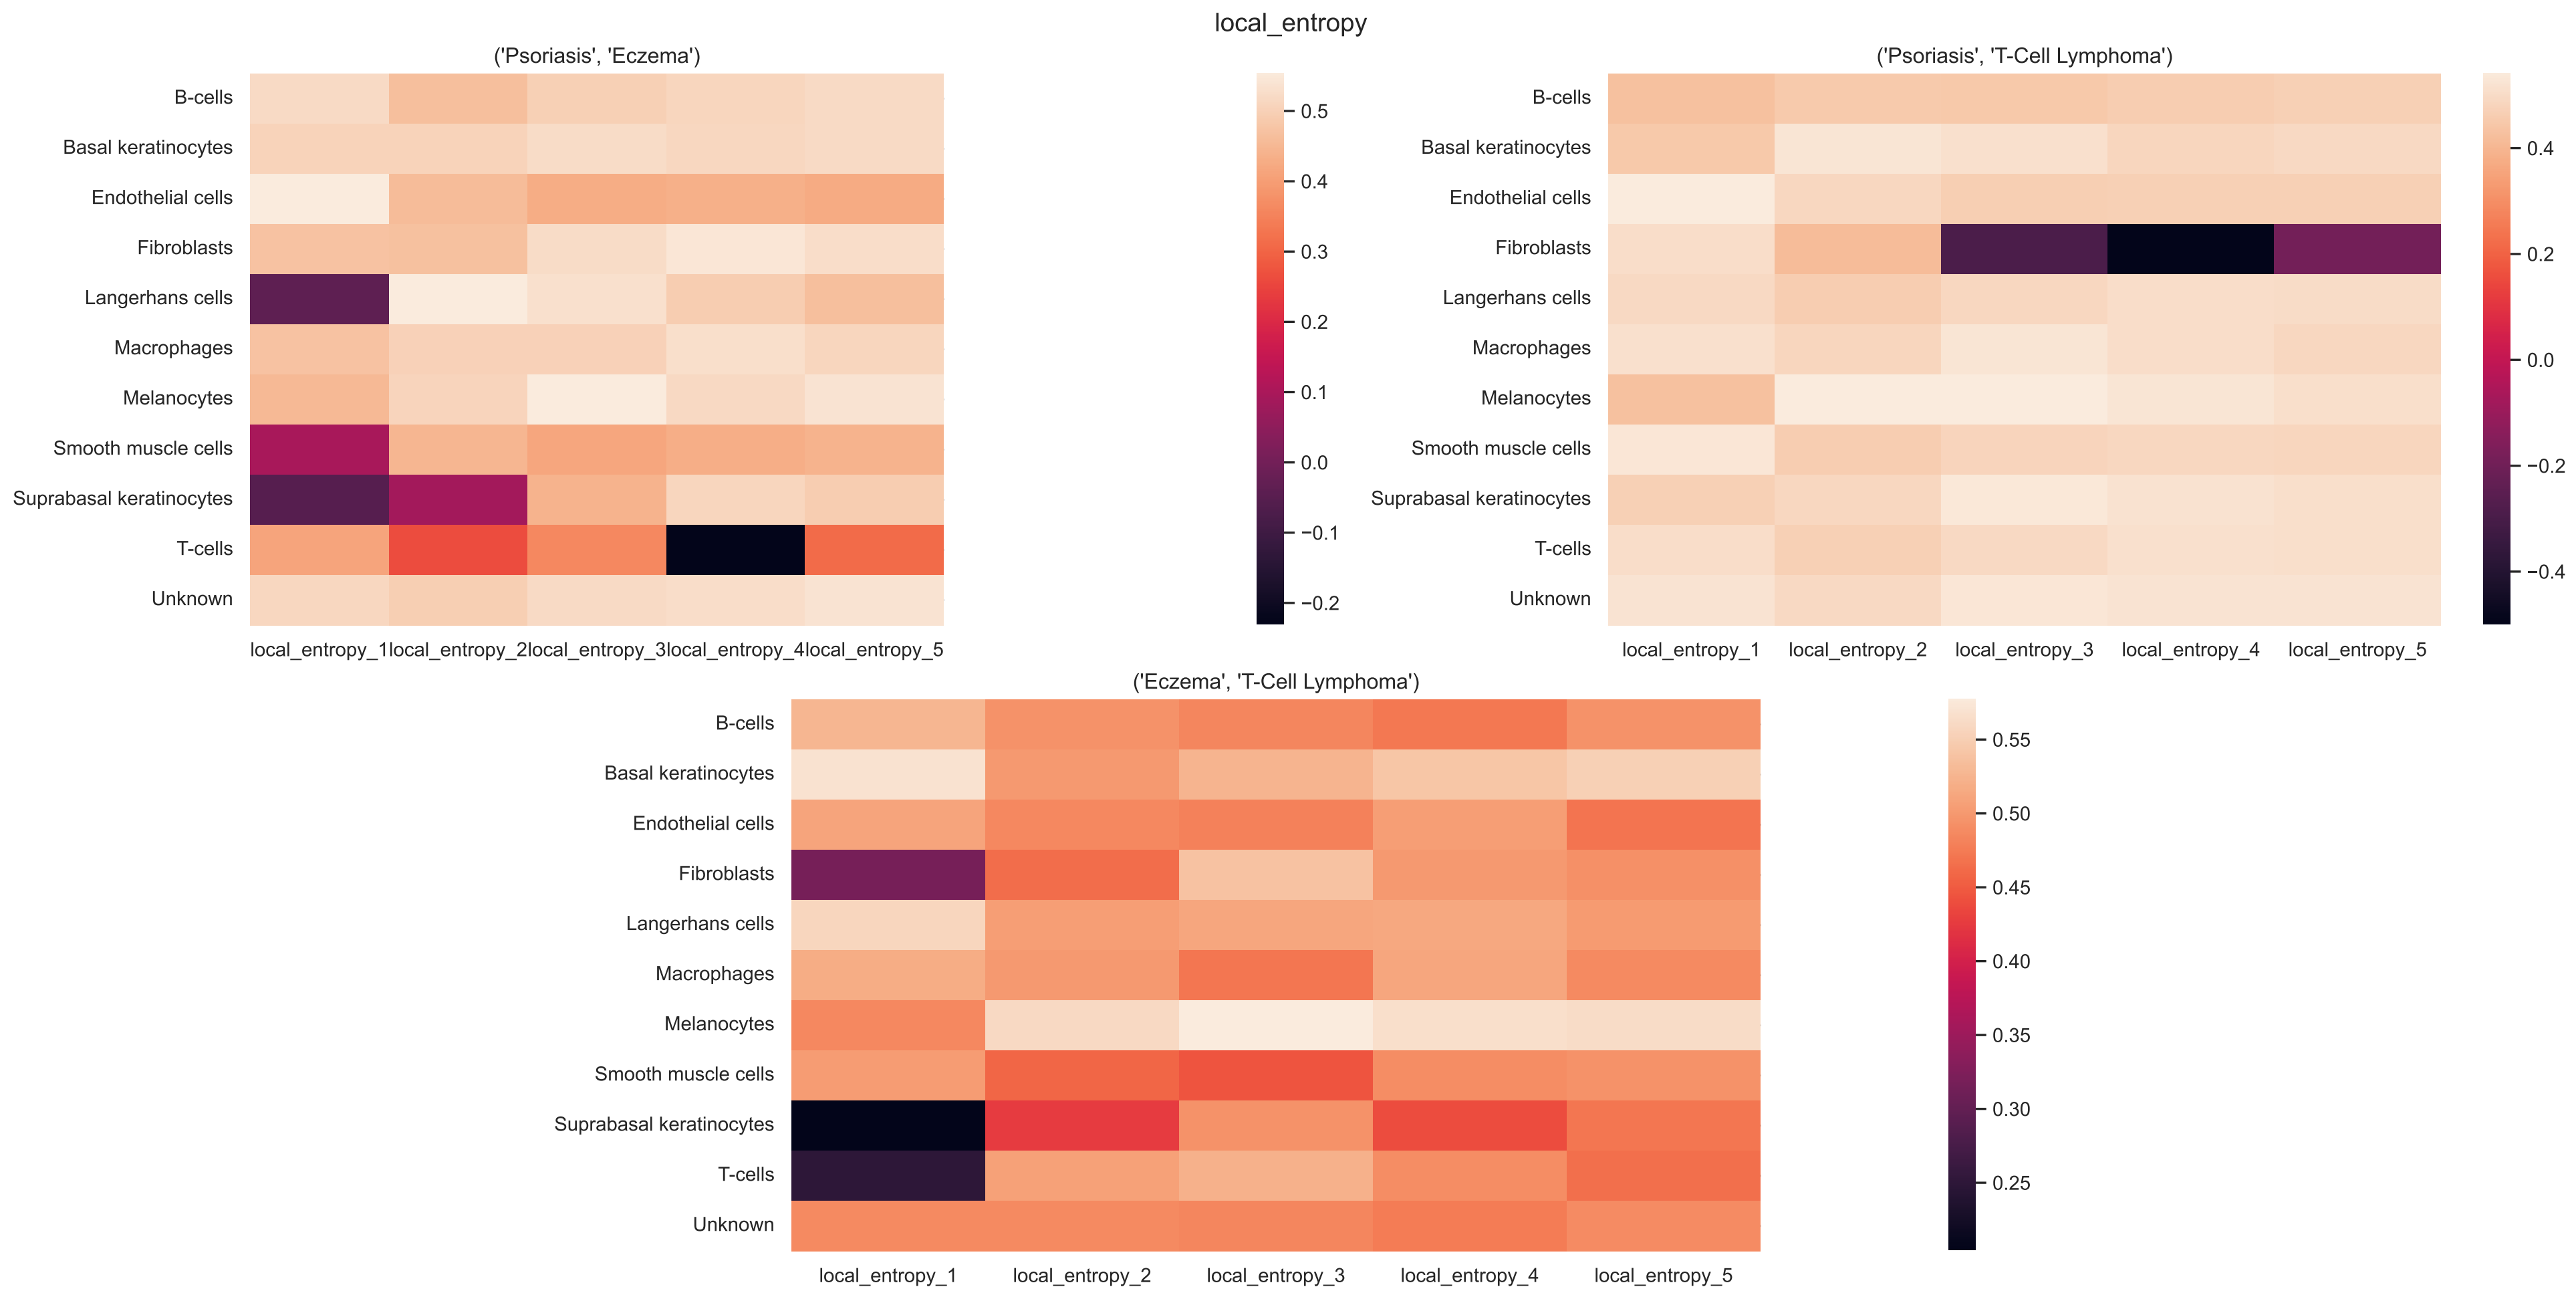 local_entropy
('Psoriasis', 'Eczema')
B-cells
Basal keratinocytes
Endothelial cells
Fibroblasts
Langerhans cells
Macrophages
Melanocytes
Smooth muscle cells
Suprabasal keratinocytes
T-cells
Unknown
local_entropy_1 local_entropy_2 local_entropy_3 local_entropy_4 local_entropy_5
0.5
0.4
0.3
0.2
0.1
0.0
−0.1
−0.2
('Psoriasis', 'T-Cell Lymphoma')
B-cells
Basal keratinocytes
Endothelial cells
Fibroblasts
Langerhans cells
Macrophages
Melanocytes
Smooth muscle cells
Suprabasal keratinocytes
T-cells
Unknown
local_entropy_1 local_entropy_2 local_entropy_3 local_entropy_4 local_entropy_5
0.4
0.2
0.0
−0.2
−0.4
('Eczema', 'T-Cell Lymphoma')
B-cells
Basal keratinocytes
Endothelial cells
Fibroblasts
Langerhans cells
Macrophages
Melanocytes
Smooth muscle cells
Suprabasal keratinocytes
T-cells
Unknown
local_entropy_1 local_entropy_2 local_entropy_3 local_entropy_4 local_entropy_5
0.55
0.50
0.45
0.40
0.35
0.30
0.25